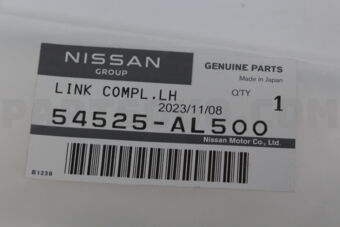 NISSAN
GROUP
GENUINE PARTS
Made in Japan
LINK COMPL.LH
Q'TY
2023/11/08
1
54525-AL500
Nissan Motor Co., Ltd.
B1238